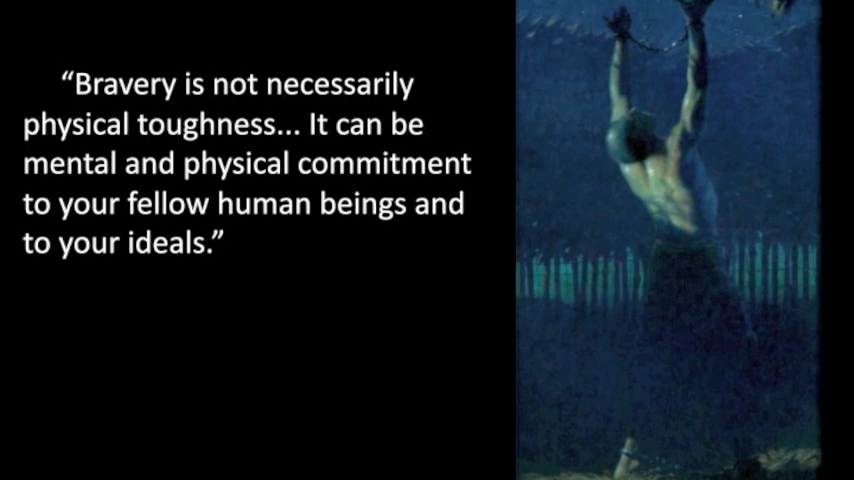 “Bravery is not necessarily
physical toughness... It can be
mental and physical commitment
to your fellow human beings and
to your ideals.”